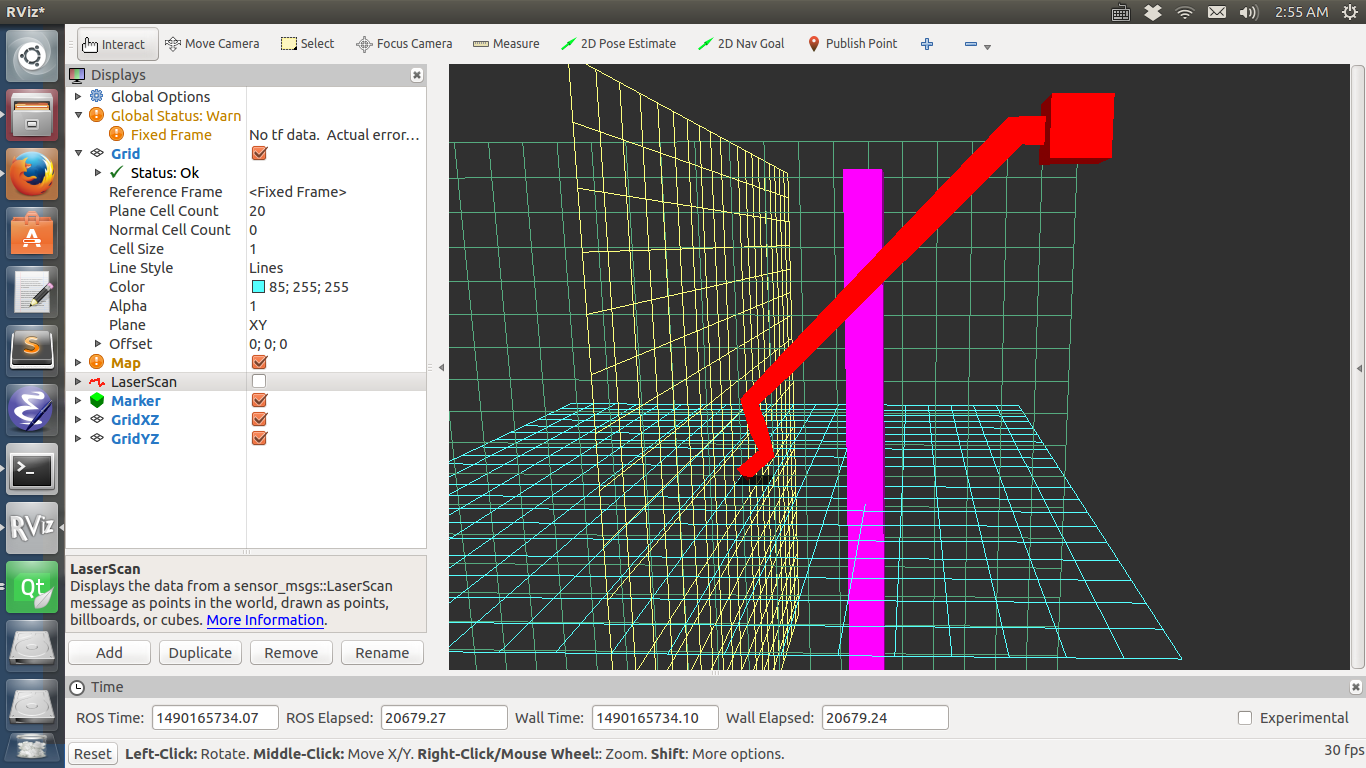 RViz*
2:55 AM
Interact Move Camera Select Focus Camera Measure 2D Pose Estimate 2D Nav Goal Publish Point
Displays
Global Options
Global Status: Warn
Fixed Frame No tf data. Actual error…
Grid
Status: Ok
Reference Frame <Fixed Frame>
Plane Cell Count 20
Normal Cell Count 0
Cell Size 1
Line Style Lines
Color 85; 255; 255
Alpha 1
Plane XY
Offset 0; 0; 0
Map
LaserScan
Marker
GridXZ
GridYZ
LaserScan
Displays the data from a sensor_msgs::LaserScan
message as points in the world, drawn as points,
billboards, or cubes. More Information.
Add Duplicate Remove Rename
Time
ROS Time: 1490165734.07 ROS Elapsed: 20679.27 Wall Time: 1490165734.10 Wall Elapsed: 20679.24 Experimental
Reset Left-Click: Rotate. Middle-Click: Move X/Y. Right-Click/Mouse Wheel:: Zoom. Shift: More options. 30 fps
A
S
>_
RViz
Qt